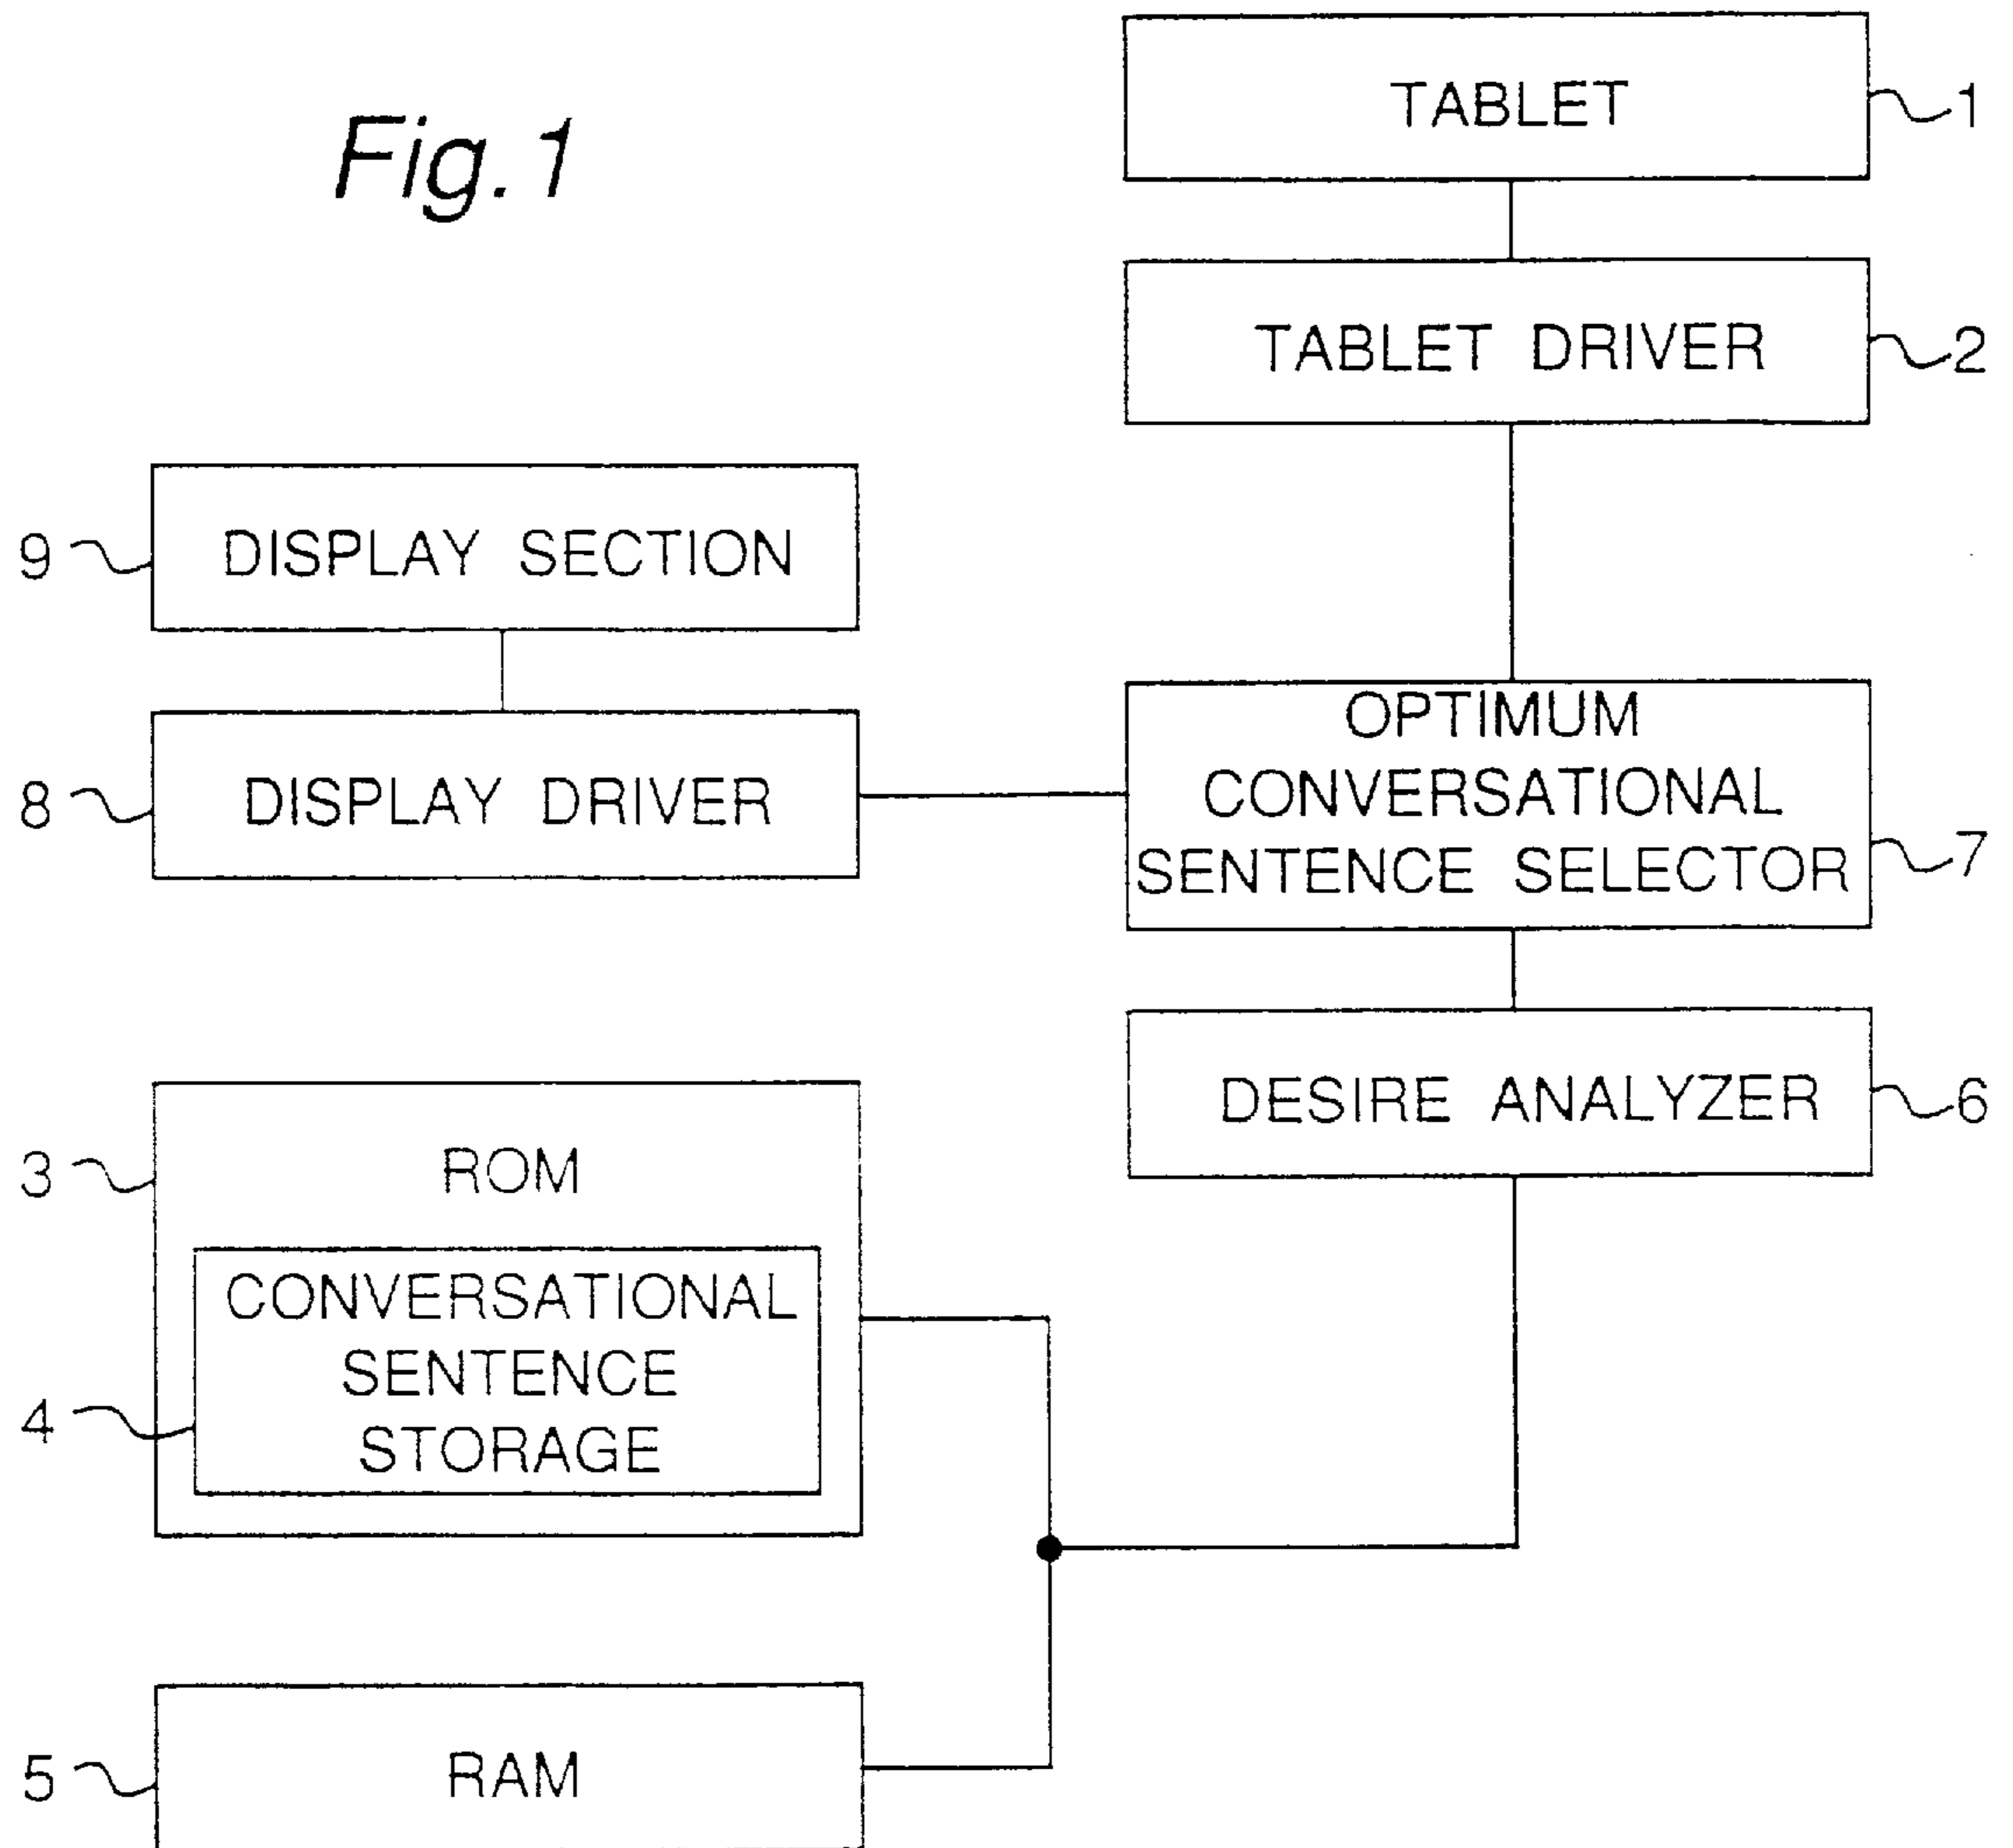 Fig. 1
TABLET
1
TABLET DRIVER
2
9
DISPLAY SECTION
8
DISPLAY DRIVER
OPTIMUM
CONVERSATIONAL
SENTENCE SELECTOR
7
DESIRE ANALYZER
6
3
ROM
4
CONVERSATIONAL
SENTENCE
STORAGE
5
RAM